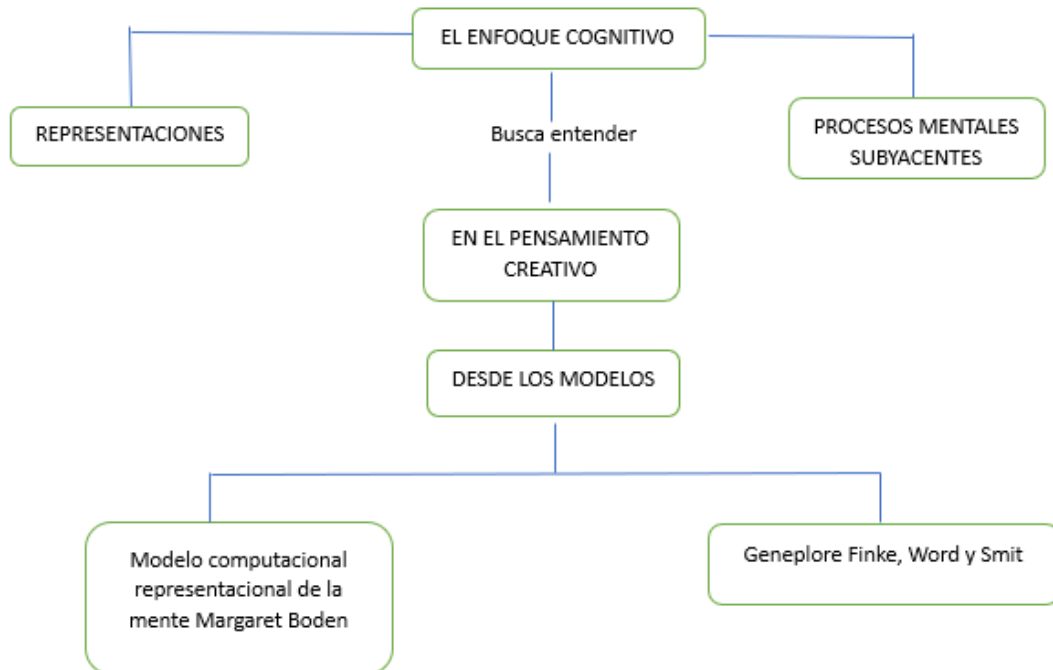 EL ENFOQUE COGNITIVO
REPRESENTACIONES
Busca entender
PROCESOS MENTALES
SUBYACENTES
EN EL PENSAMIENTO
CREATIVO
DESDE LOS MODELOS
Modelo computacional
representacional de la
mente Margaret Boden
Geneplore Finke, Word y Smit